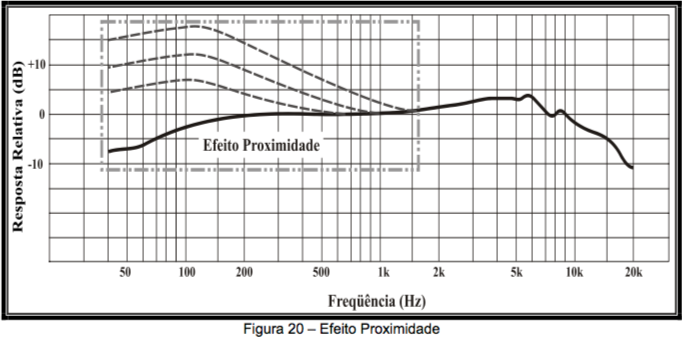 Resposta Relativa (dB)
+10
0
-10
Efeito Proximidade
50 100 200 500 1k 2k 5k 10k 20k
Freqüência (Hz)
Figura 20 – Efeito Proximidade